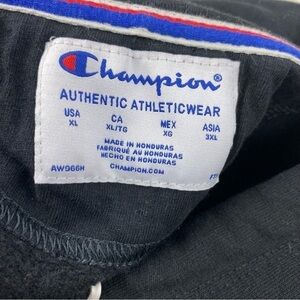 Champion®
AUTHENTIC ATHLETICWEAR
USA CA MEX ASIA
XL XL/TG XG 3XL
MADE IN HONDURAS
FABRIQUÉ AU HONDURAS
HECHO EN HONDURAS
AW966H CHAMPION.COM